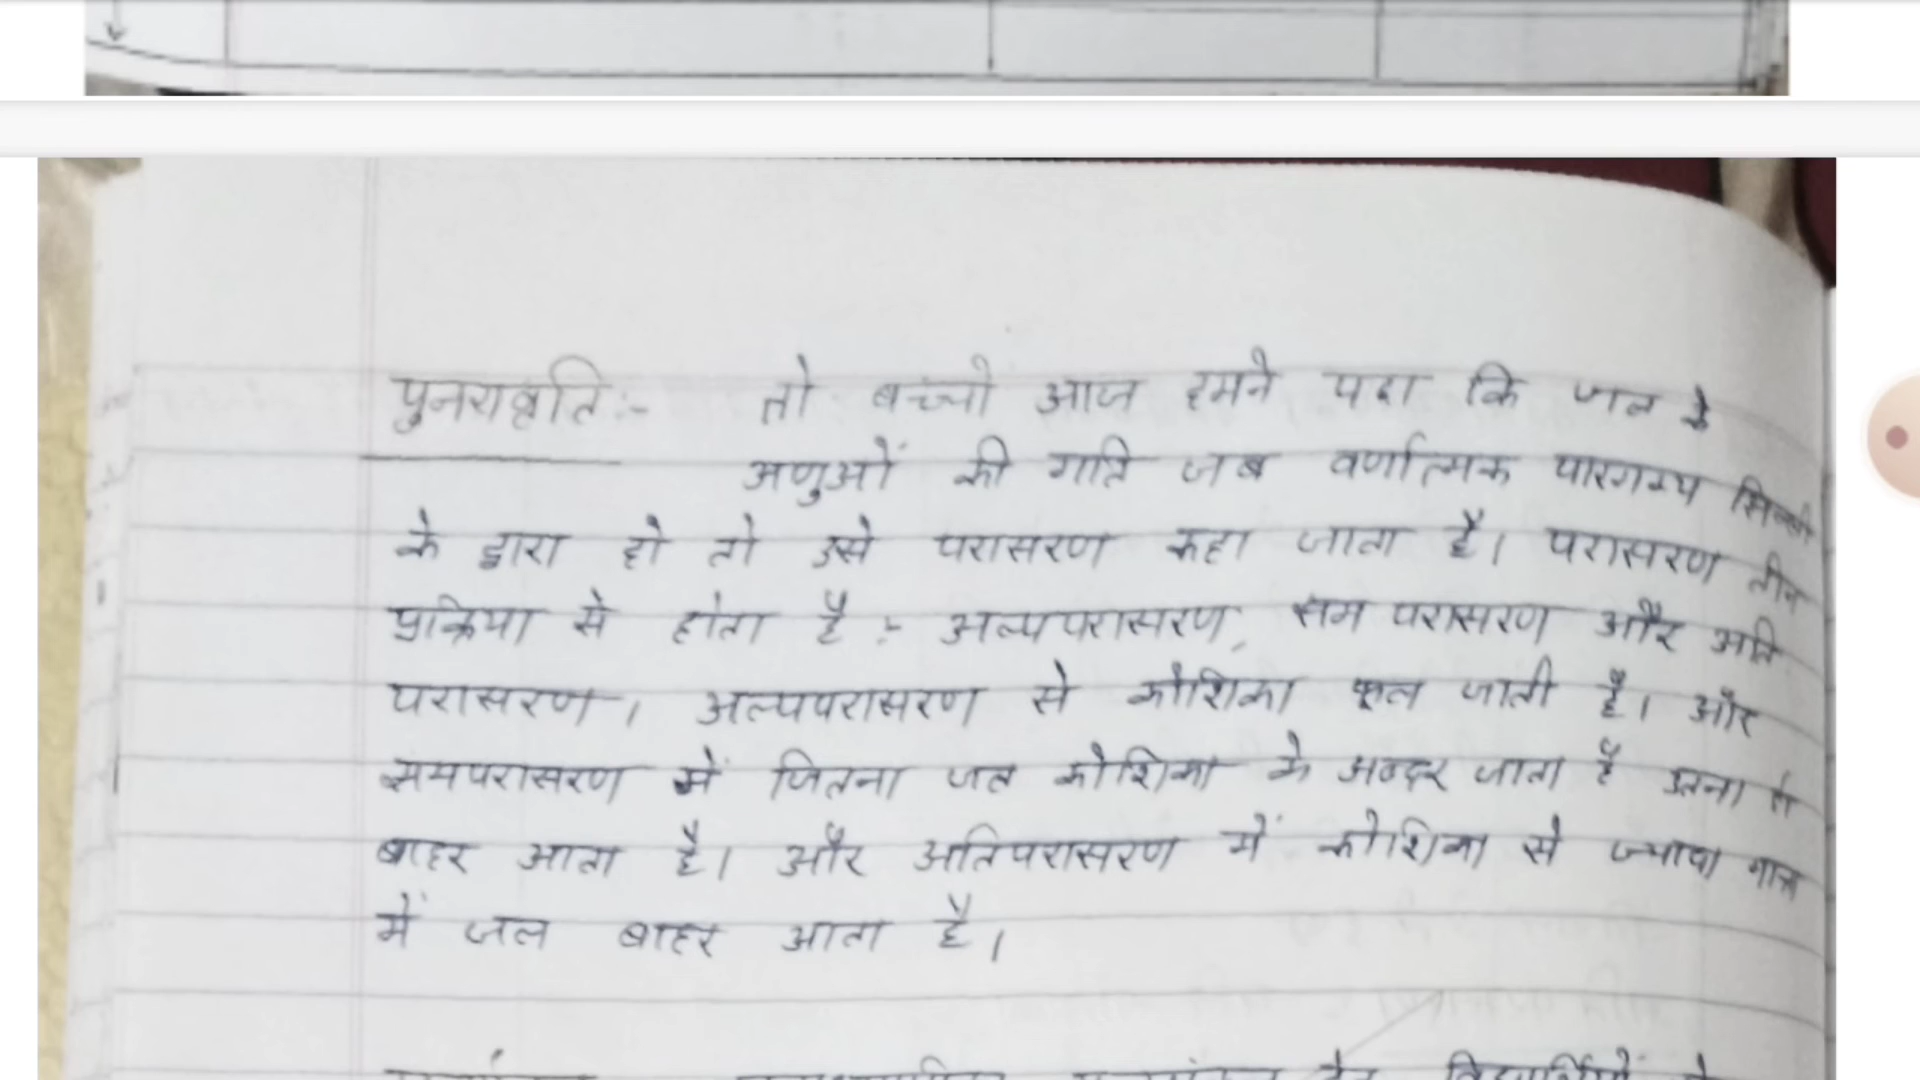 पुनरावृति :- तो बच्चो आज हमने पढा कि जल के
अणुओं की गति जब वर्णात्मक पारगम्य झिल्ली
के द्वारा हो तो उसे परासरण कहा जाता है। परासरण तीन
प्रक्रिया से होता है :- अल्पपरासरण, सम परासरण और अति
परासरण। अल्पपरासरण से कोशिका फूल जाती है। और
समपरासरण में जितना जल कोशिका के अन्दर जाता है उतना ही
बाहर आता है। और अतिपरासरण में कोशिका से ज्यादा मात्रा
में जल बाहर आता है।